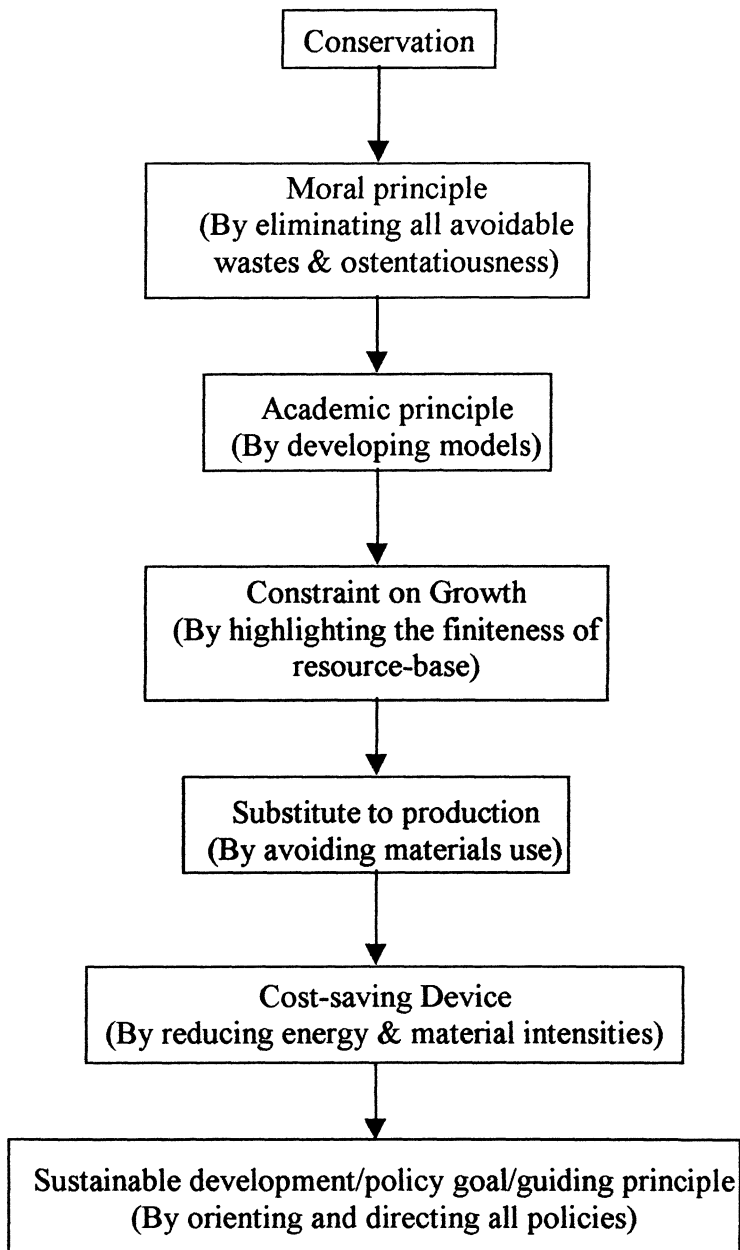 Conservation
Moral principle
(By eliminating all avoidable
wastes & ostentatiousness)
Academic principle
(By developing models)
Constraint on Growth
(By highlighting the finiteness of
resource-base)
Substitute to production
(By avoiding materials use)
Cost-saving Device
(By reducing energy & material intensities)
Sustainable development/policy goal/guiding principle
(By orienting and directing all policies)